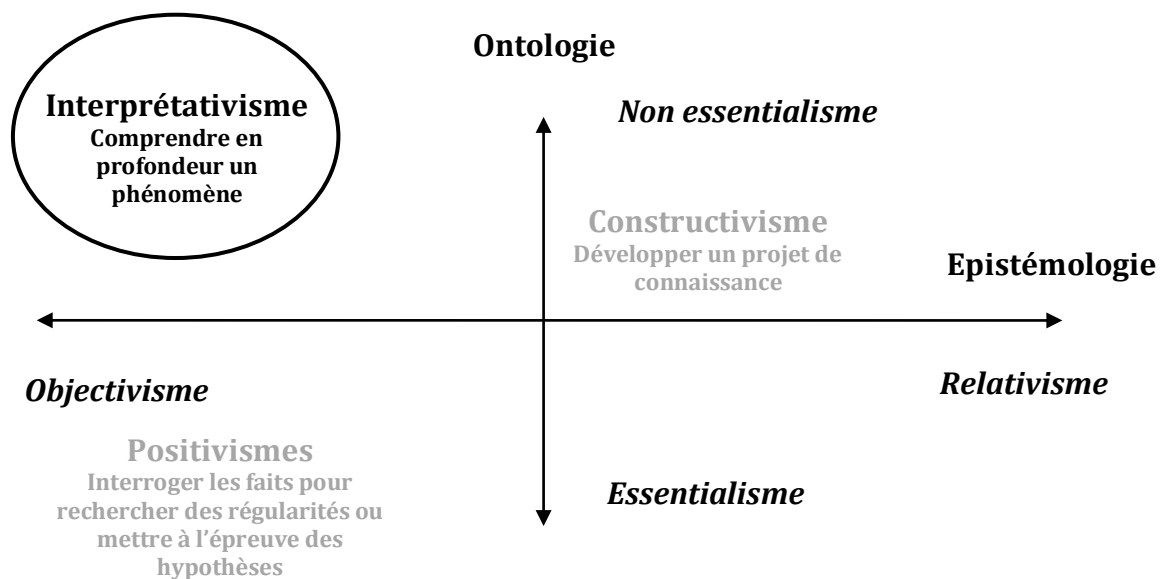 Ontologie
Interprétativisme
Comprendre en
profondeur un
phénomène
Non essentialisme
Constructivisme
Développer un projet de
connaissance
Epistémologie
Objectivisme
Relativisme
Positivismes
Interroger les faits pour
rechercher des régularités ou
mettre à l’épreuve des
hypothèses
Essentialisme